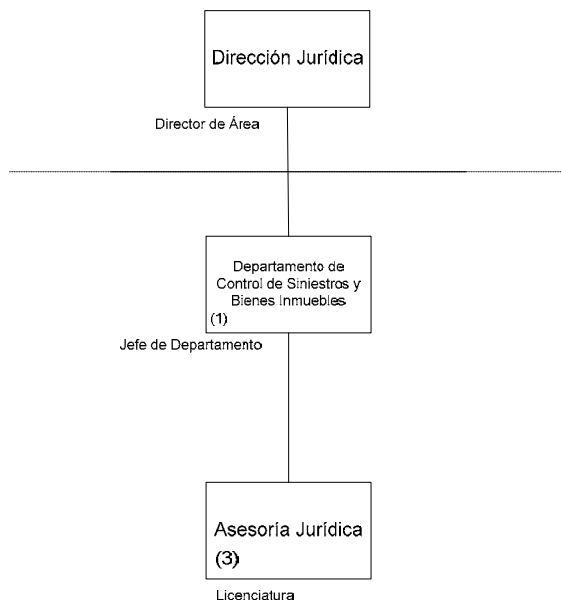 Dirección Jurídica
Director de Área
Departamento de
Control de Siniestros y
Bienes Inmuebles
(1)
Jefe de Departamento
Asesoría Jurídica
(3)
Licenciatura